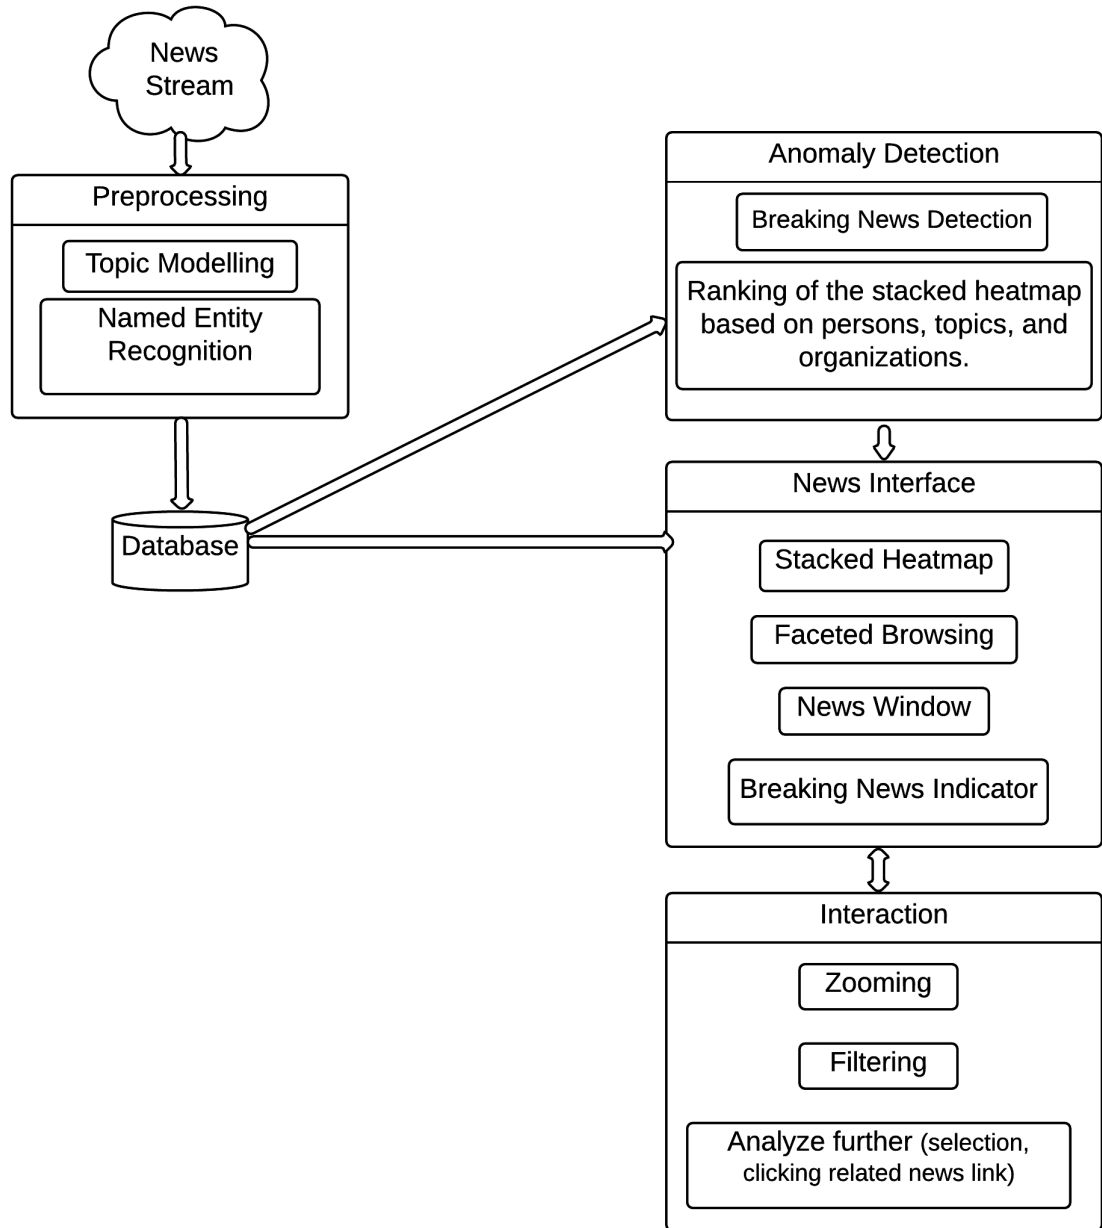 News
Stream
Preprocessing
Topic Modelling
Named Entity
Recognition
Database
Anomaly Detection
Breaking News Detection
Ranking of the stacked heatmap
based on persons, topics, and
organizations.
News Interface
Stacked Heatmap
Faceted Browsing
News Window
Breaking News Indicator
Interaction
Zooming
Filtering
Analyze further (selection,
clicking related news link)